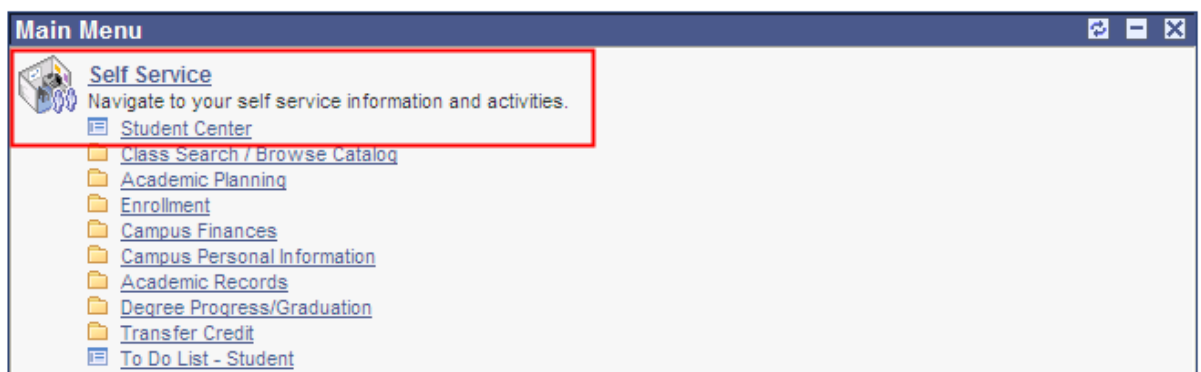 Main Menu
Self Service
Navigate to your self service information and activities.
Student Center
Class Search / Browse Catalog
Academic Planning
Enrollment
Campus Finances
Campus Personal Information
Academic Records
Degree Progress/Graduation
Transfer Credit
To Do List - Student